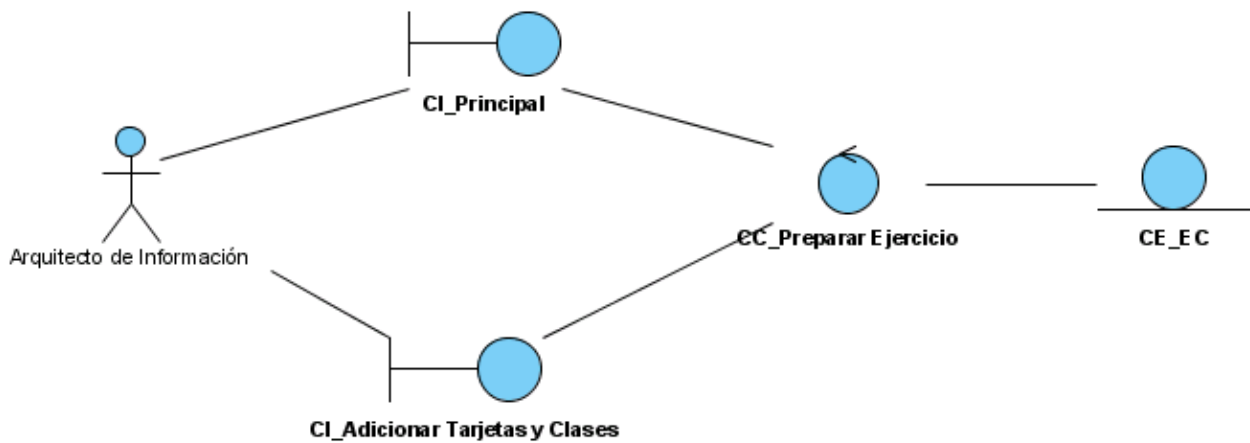 CI_Principal
Arquitecto de Información
CC_Preparar Ejercicio
CE_EC
CI_Adicionar Tarjetas y Clases